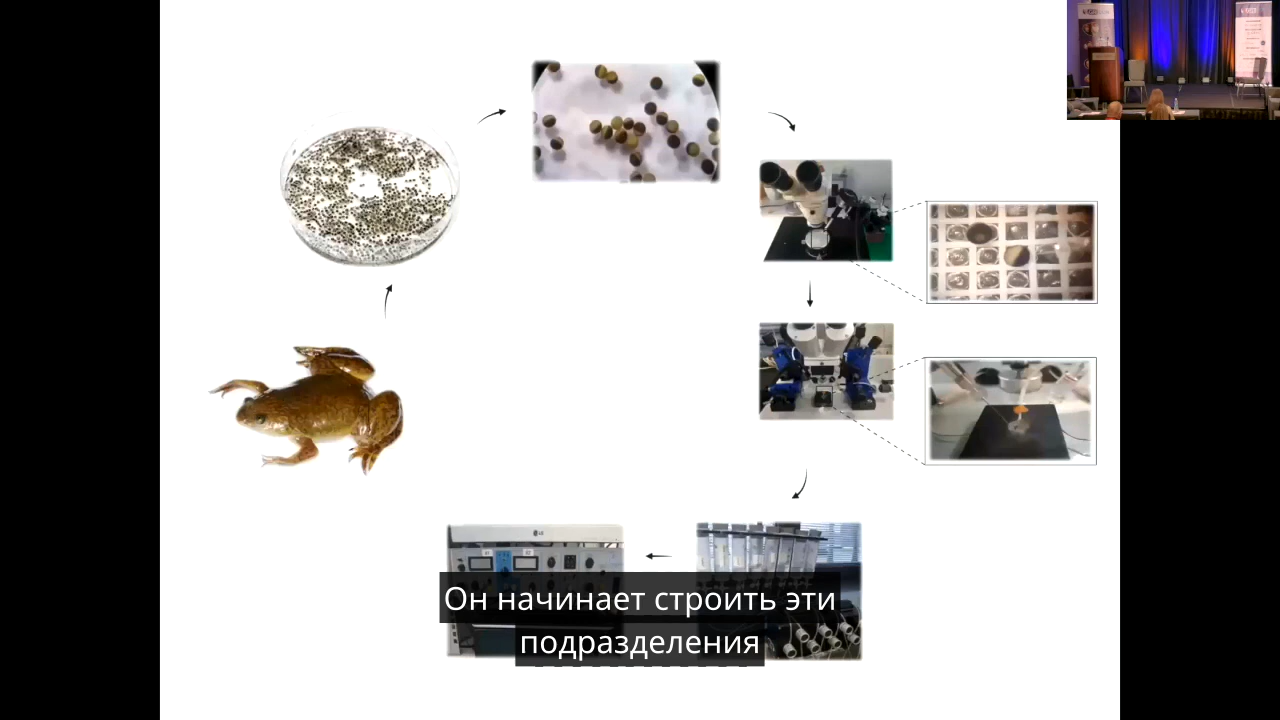 Он начинает строить эти
подразделения